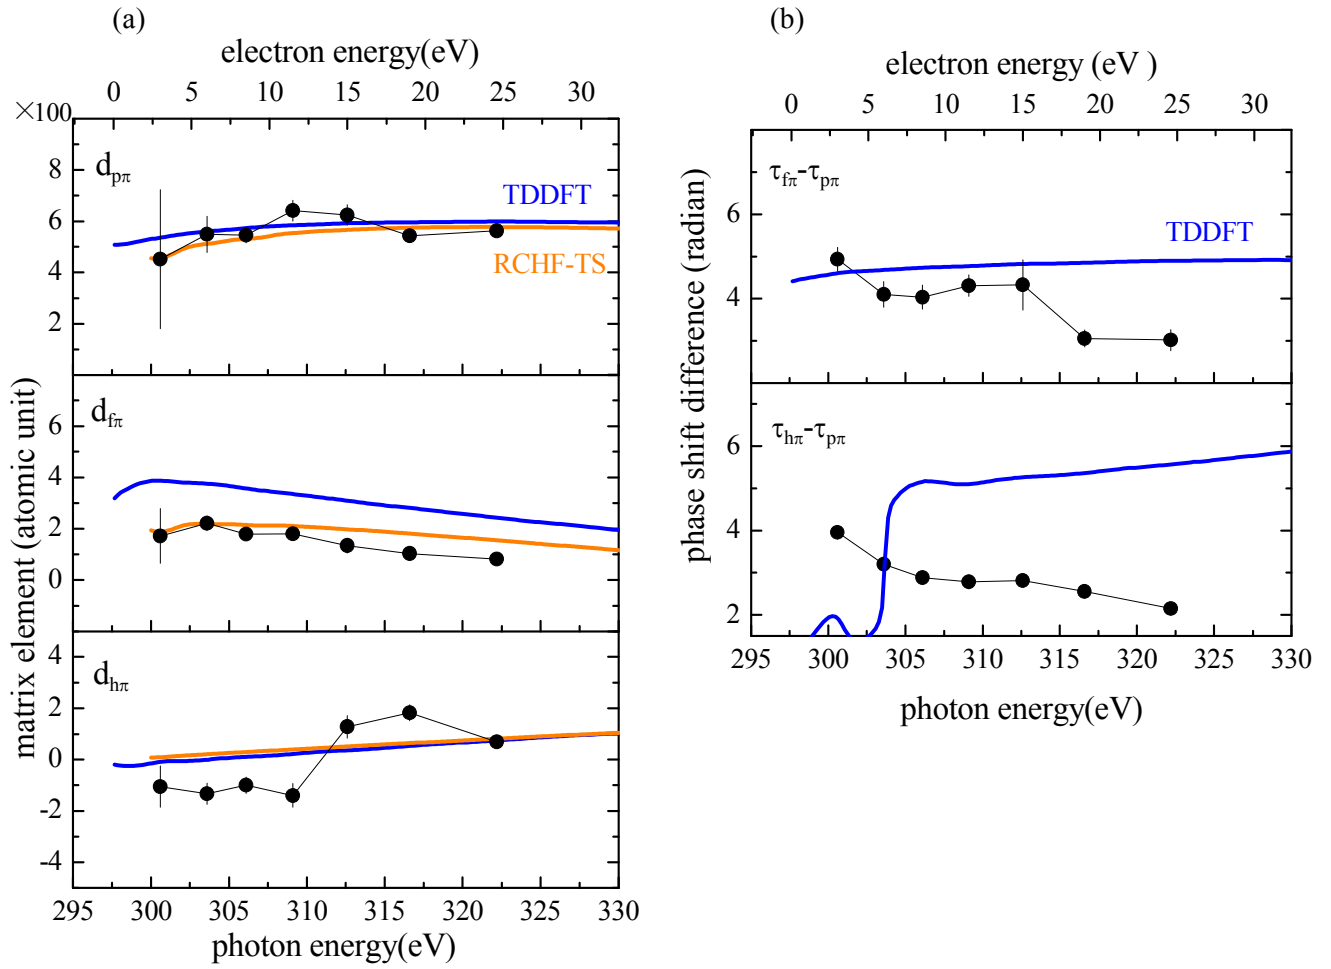 (a)
electron energy(eV)
0 5 10 15 20 25 30
×100
8
6
4
2
dpπ
TDDFT
RCHF-TS
6
4
2
0
dfπ
4
2
0
-2
-4
dhπ
matrix element (atomic unit)
295 300 305 310 315 320 325 330
photon energy(eV)
(b)
electron energy (eV )
0 5 10 15 20 25 30
6
4
τfπ-τpπ
TDDFT
6
4
2
τhπ-τpπ
phase shift difference (radian)
295 300 305 310 315 320 325 330
photon energy(eV)